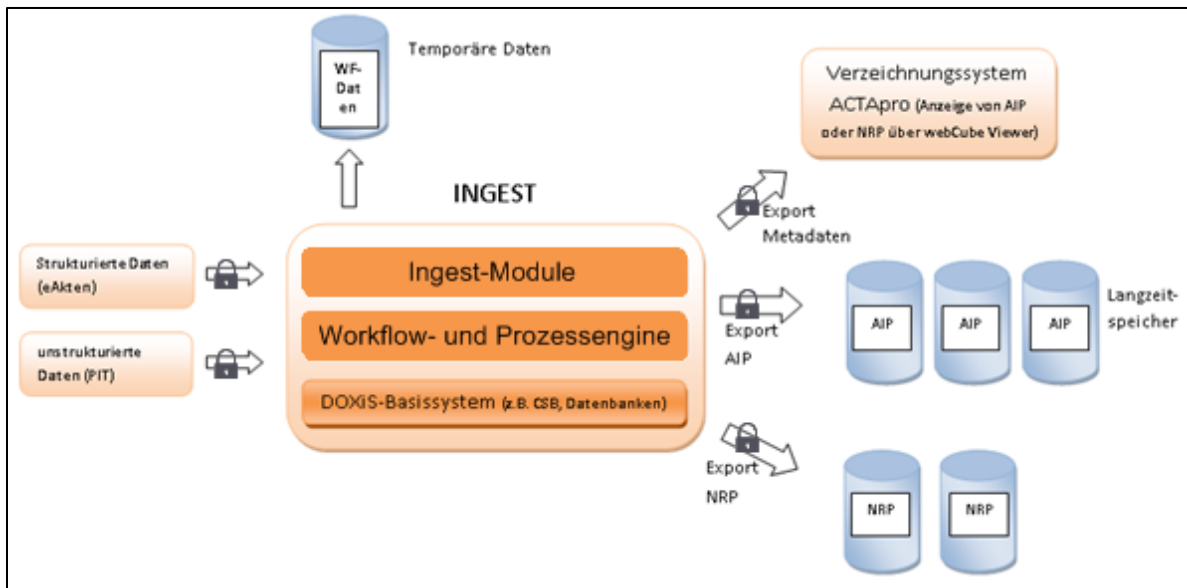 WF-
Dat
en
Temporäre Daten
Verzeichnungssystem
ACTApro (Anzeige von AIP
oder NRP über webCube Viewer)
INGEST
Export
Metadaten
Strukturierte Daten
(eAkten)
Ingest-Module
Workflow- und Prozessengine
DOXiS-Basissystem (z.B. CSB, Datenbanken)
unstrukturierte
Daten (PIT)
Export
AIP
AIP
AIP
AIP
Langzeit-
speicher
Export
NRP
NRP
NRP